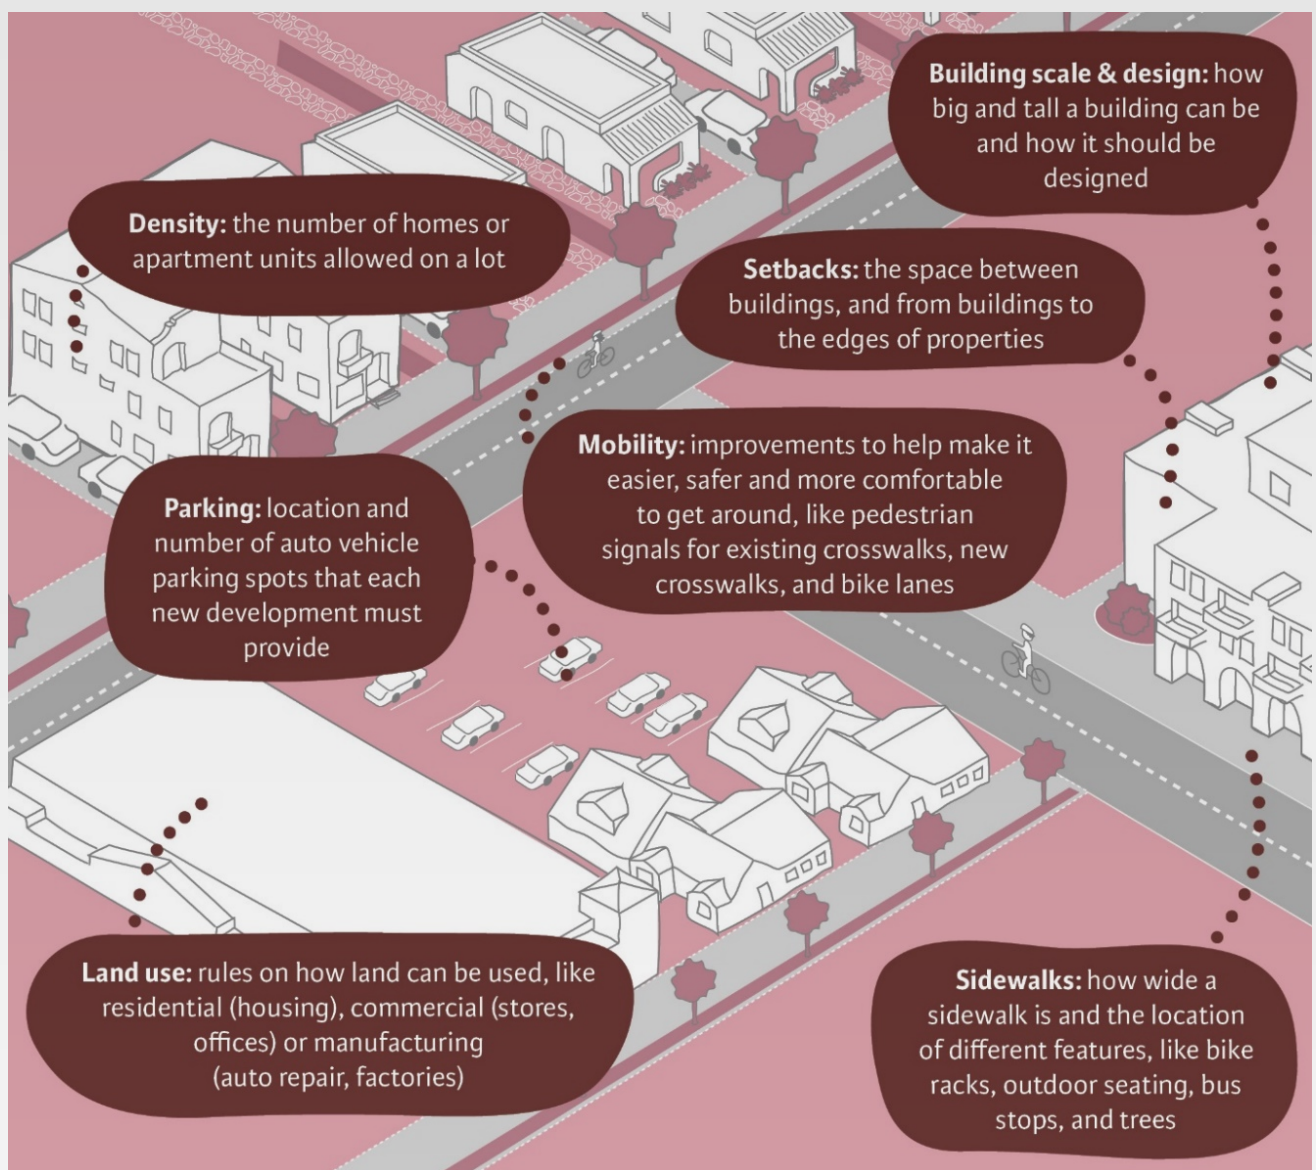 Building scale & design: how
big and tall a building can be
and how it should be
designed
Density: the number of homes or
apartment units allowed on a lot
Setbacks: the space between
buildings, and from buildings to
the edges of properties
Mobility: improvements to help make it
easier, safer and more comfortable
to get around, like pedestrian
signals for existing crosswalks, new
crosswalks, and bike lanes
Parking: location and
number of auto vehicle
parking spots that each
new development must
provide
Land use: rules on how land can be used, like
residential (housing), commercial (stores,
offices) or manufacturing
(auto repair, factories)
Sidewalks: how wide a
sidewalk is and the location
of different features, like bike
racks, outdoor seating, bus
stops, and trees